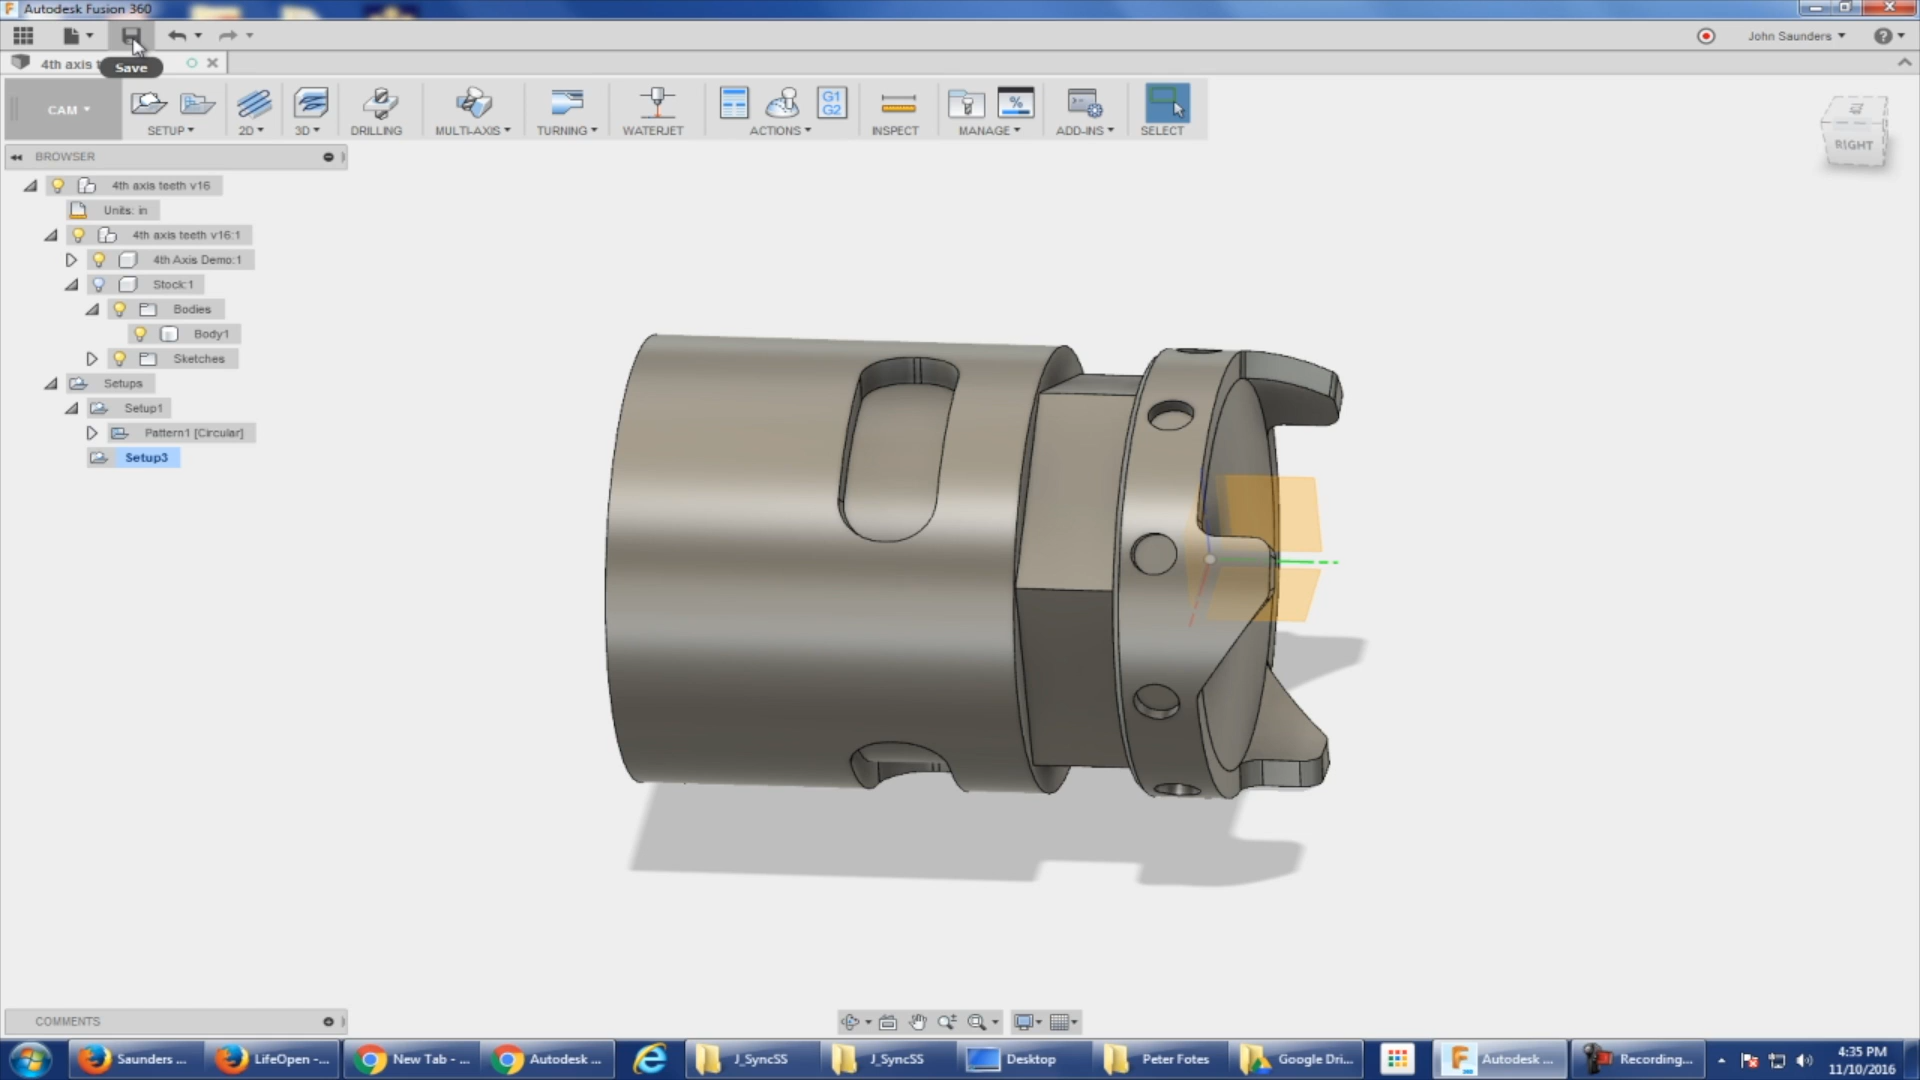 Autodesk Fusion 360
John Saunders
4th axis t
Save
CAM
SETUP
2D
3D
DRILLING
MULTI-AXIS
TURNING
WATERJET
G1
G2
ACTIONS
INSPECT
%
MANAGE
ADD-INS
SELECT
RIGHT
BROWSER
4th axis teeth v16
Units: in
4th axis teeth v16:1
4th Axis Demo:1
Stock:1
Bodies
Body1
Sketches
Setups
Setup1
Pattern1 [Circular]
Setup3
COMMENTS
Saunders ...
LifeOpen -...
New Tab - ...
Autodesk ...
J_SyncSS
J_SyncSS
Desktop
Peter Fotes
Google Dri...
Autodesk ...
Recording...
4:35 PM
11/10/2016